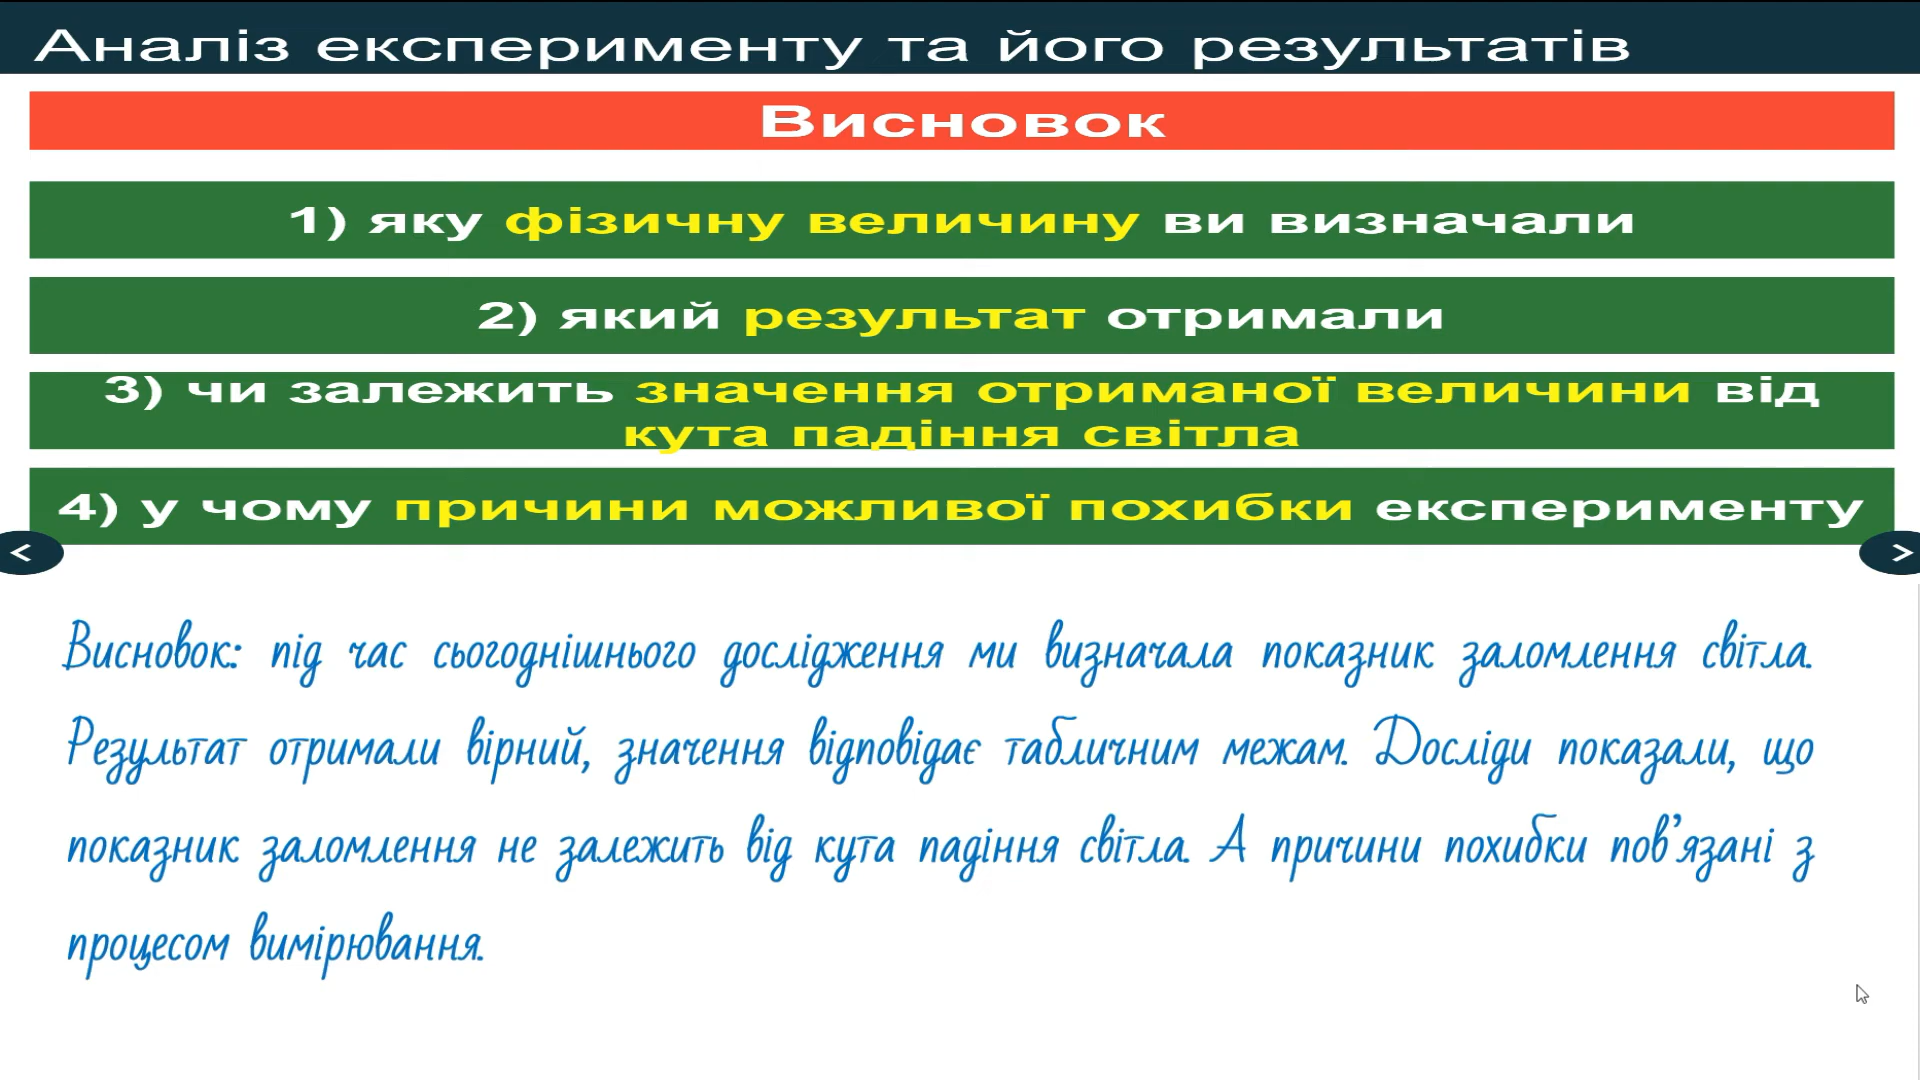 Аналіз експерименту та його результатів
Висновок
1) яку фізичну величину ви визначали
2) який результат отримали
3) чи залежить значення отриманої величини від
кута падіння світла
4) у чому причини можливої похибки експерименту
<
>
Висновок: під час сьогоднішнього дослідження ми визначала показник заломлення світла.
Результат отримали вірний, значення відповідає табличним межам. Досліди показали, що
показник заломлення не залежить від кута падіння світла. А причини похибки пов'язані з
процесом вимірювання.